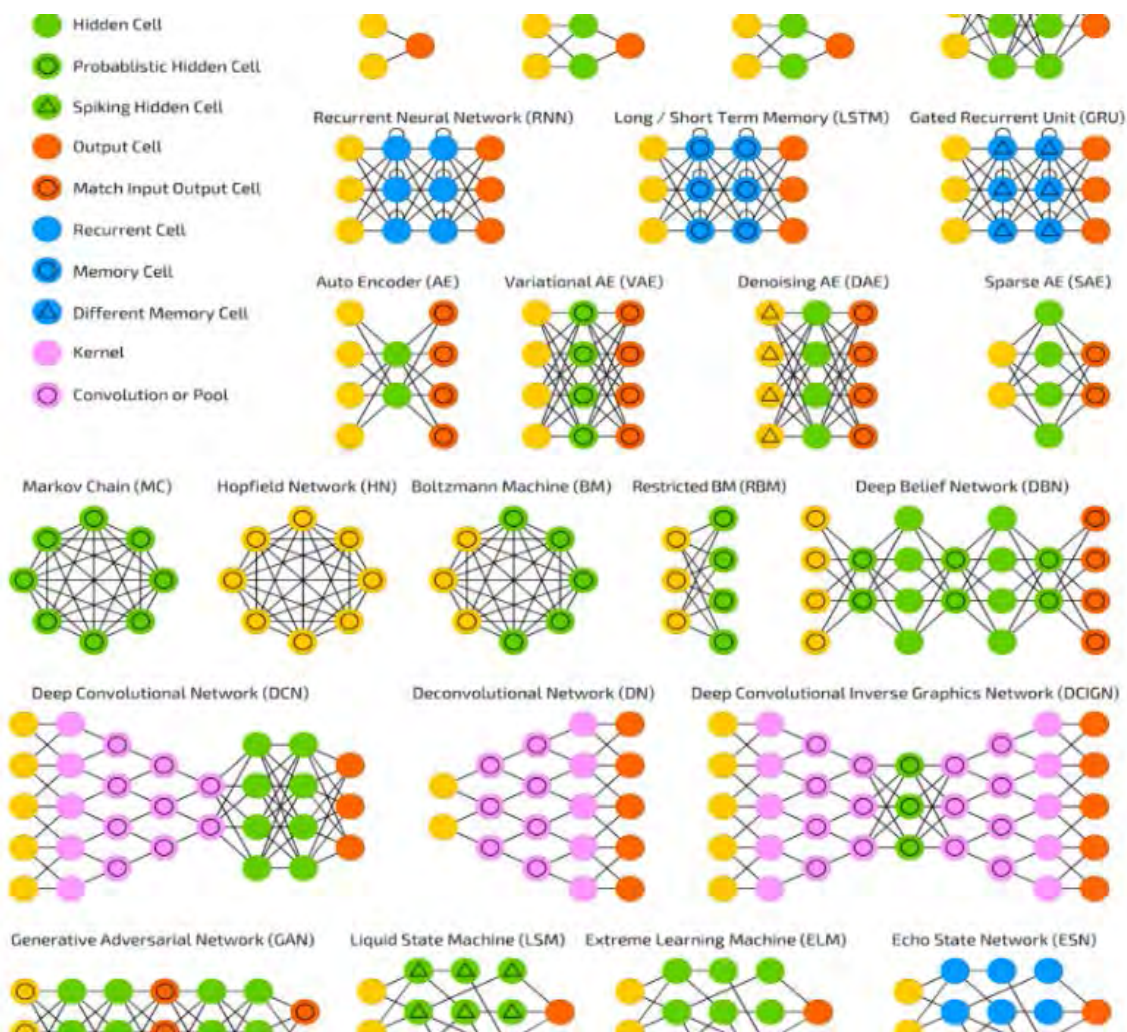 Hidden Cell
Probablistic Hidden Cell
Spiking Hidden Cell
Output Cell
Match Input Output Cell
Recurrent Cell
Memory Cell
Different Memory Cell
Kernel
Convolution or Pool
Recurrent Neural Network (RNN)
Long / Short Term Memory (LSTM)
Gated Recurrent Unit (GRU)
Auto Encoder (AE)
Variational AE (VAE)
Denoising AE (DAE)
Sparse AE (SAE)
Markov Chain (MC)
Hopfield Network (HN)
Boltzmann Machine (BM)
Restricted BM (RBM)
Deep Belief Network (DBN)
Deep Convolutional Network (DCN)
Deconvolutional Network (DN)
Deep Convolutional Inverse Graphics Network (DCIGN)
Generative Adversarial Network (GAN)
Liquid State Machine (LSM)
Extreme Learning Machine (ELM)
Echo State Network (ESN)